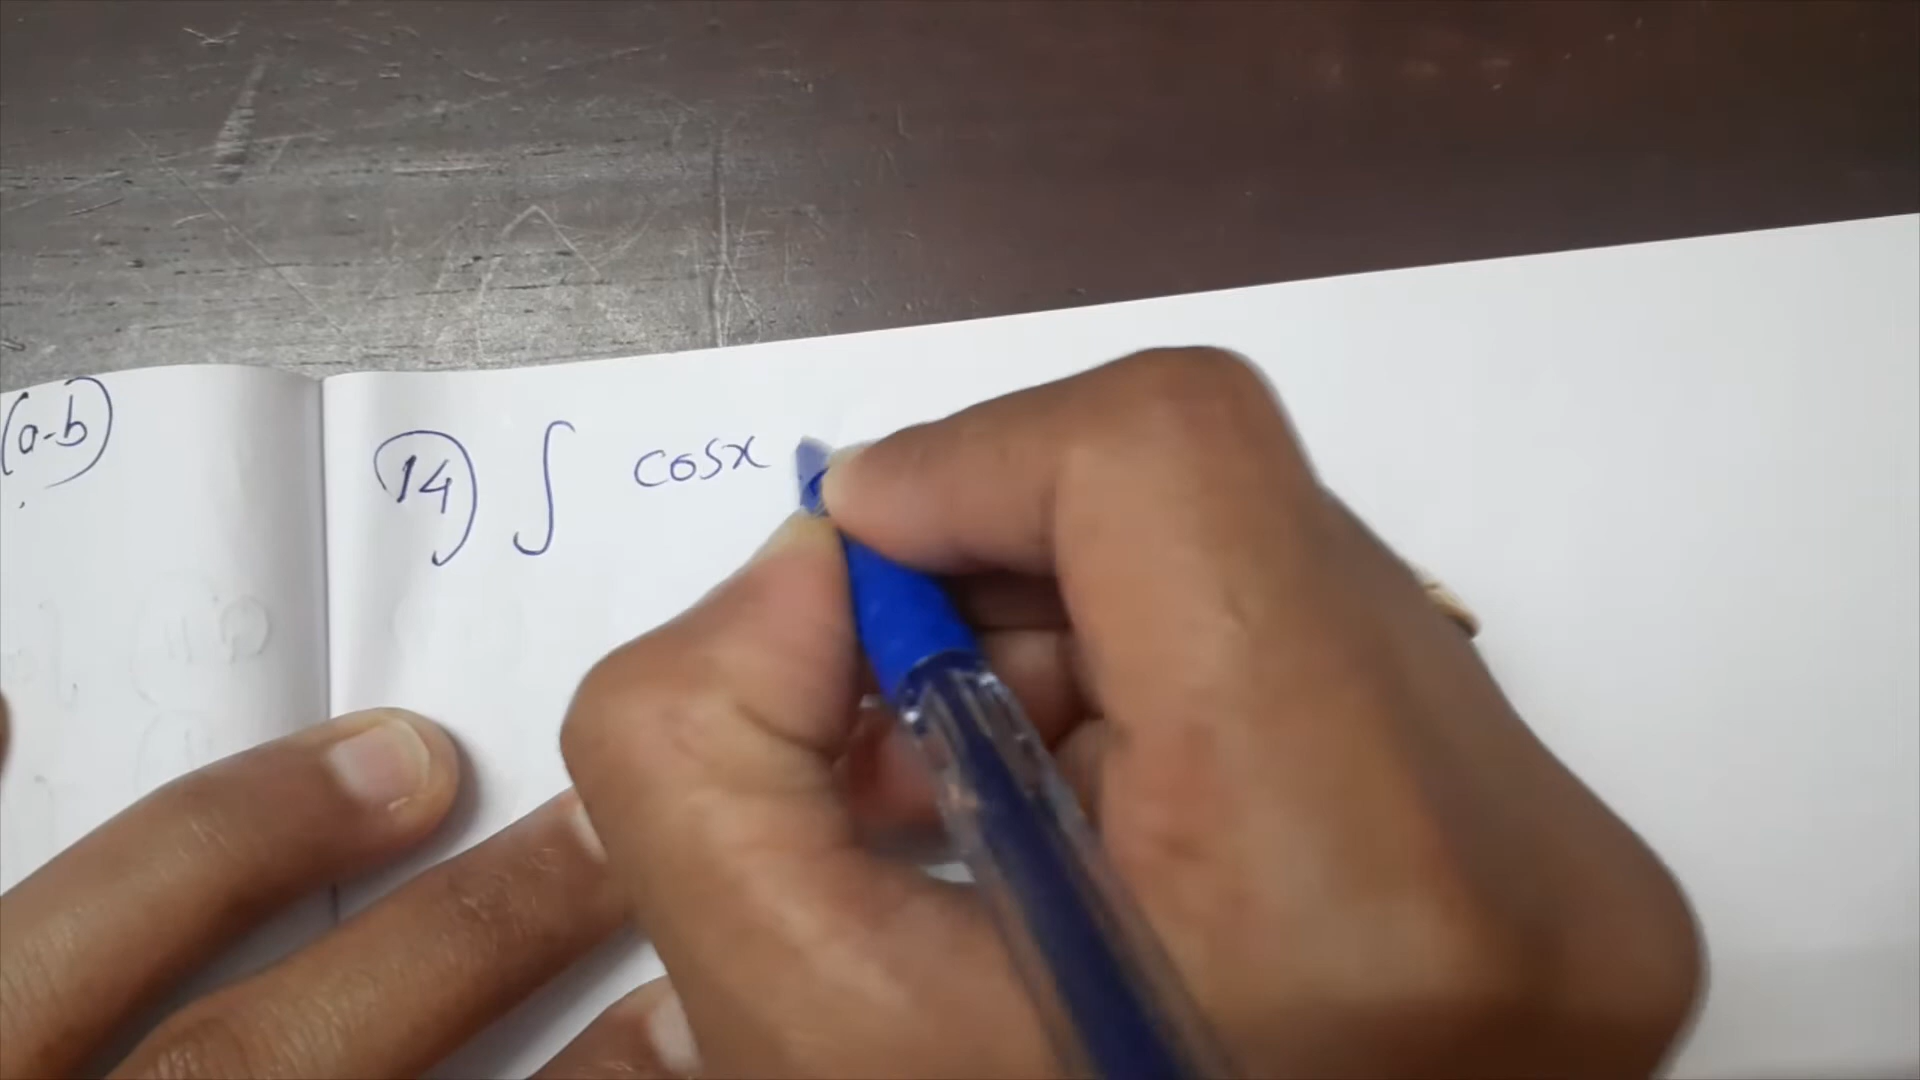 (a-b)
14) ∫ cosx